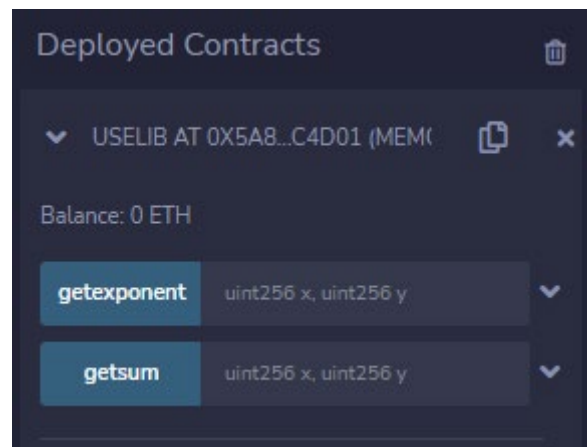 Deployed Contracts
USELIB AT 0X5A8...C4D01 (MEM(
Balance: 0 ETH
getexponent uint256 x, uint256 y
getsum uint256 x, uint256 y